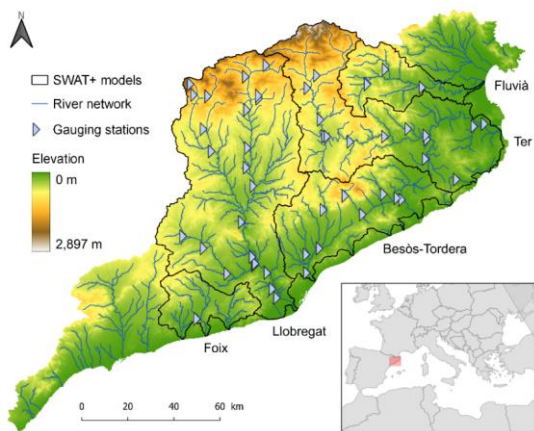 N
SWAT+ models
River network
Gauging stations
Elevation
0 m
2,897 m
Fluvià
Ter
Besòs-Tordera
Llobregat
Foix
0 20 40 60 km